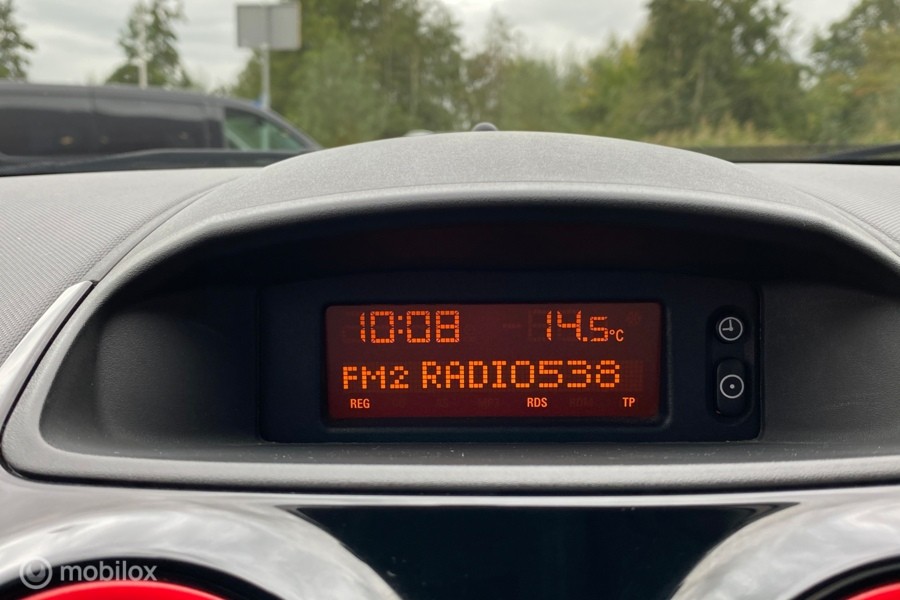 10:08 14.5°C
FM2 RADIO538
REG RDS TP
mobilox